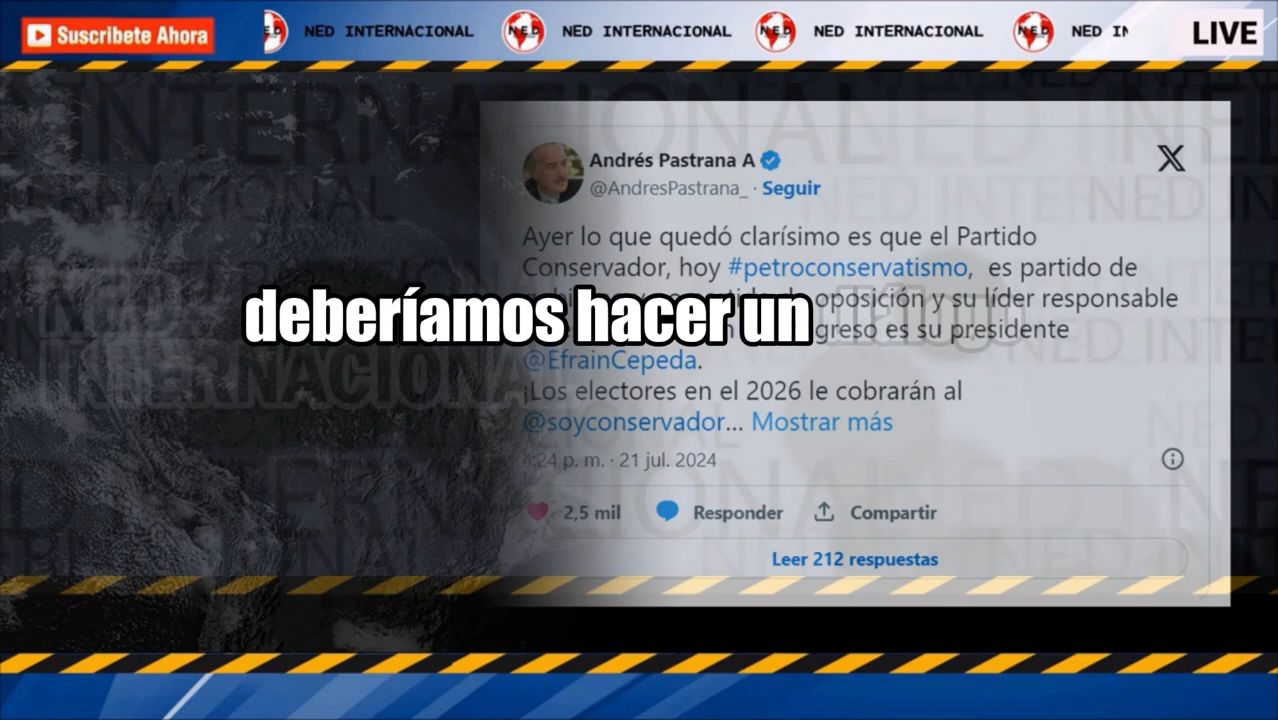 Suscribete Ahora
NED INTERNACIONAL NED INTERNACIONAL NED INTERNACIONAL NED
LIVE
Andrés Pastrana A
@AndresPastrana_ · Seguir
Ayer lo que quedó clarísimo es que el Partido
Conservador, hoy #petroconservatismo, es partido de
oposición y su líder responsable
deberíamos hacer un
es su presidente
@EfrainCepeda.
¡Los electores en el 2026 le cobrarán al
@soyconservador... Mostrar más
4:24 p. m. · 21 jul. 2024
2,5 mil Responder Compartir
Leer 212 respuestas
NED INTERNACIONAL